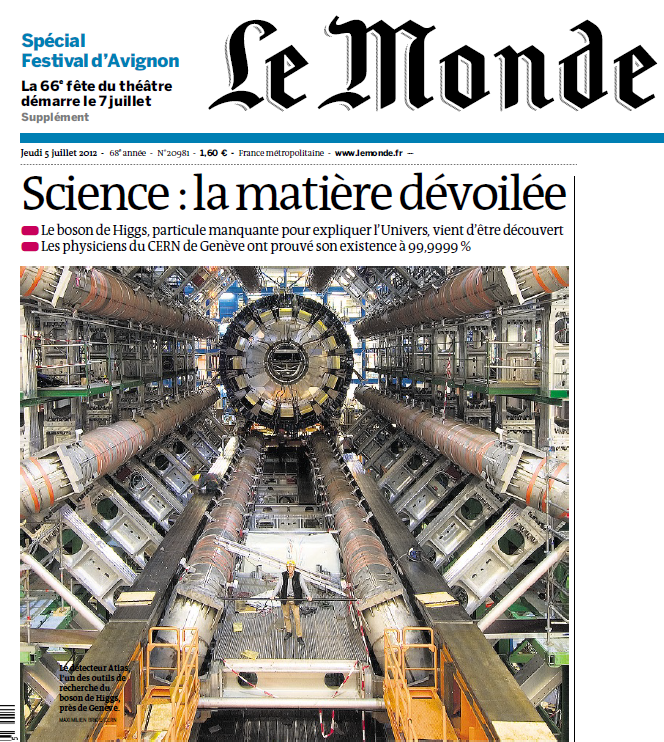 Spécial
Festival d'Avignon
La 66e fête du théâtre
démarre le 7 juillet
Supplément
Le Monde
Jeudi 5 juillet 2012 - 68e année - N°20981 - 1,60 € - France métropolitaine - www.lemonde.fr —
Science : la matière dévoilée
Le boson de Higgs, particule manquante pour expliquer l'Univers, vient d'être découvert
Les physiciens du CERN de Genève ont prouvé son existence à 99,9999 %
Le détecteur Atlas,
l'un des outils de
recherche du
boson de Higgs,
près de Genève.
MAXIMILIEN BRICE/CERN